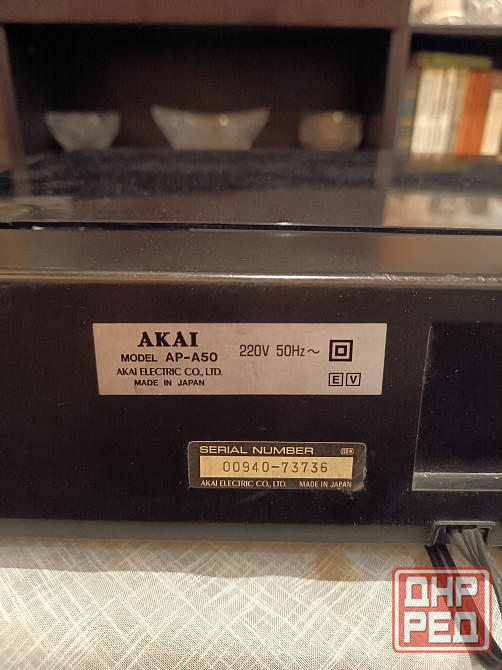 AKAI
MODEL AP-A50
AKAI ELECTRIC CO., LTD.
MADE IN JAPAN
220V 50Hz~
E V
SERIAL NUMBER
00940-73736
AKAI ELECTRIC CO., LTD. MADE IN JAPAN
ДНР
РЕД